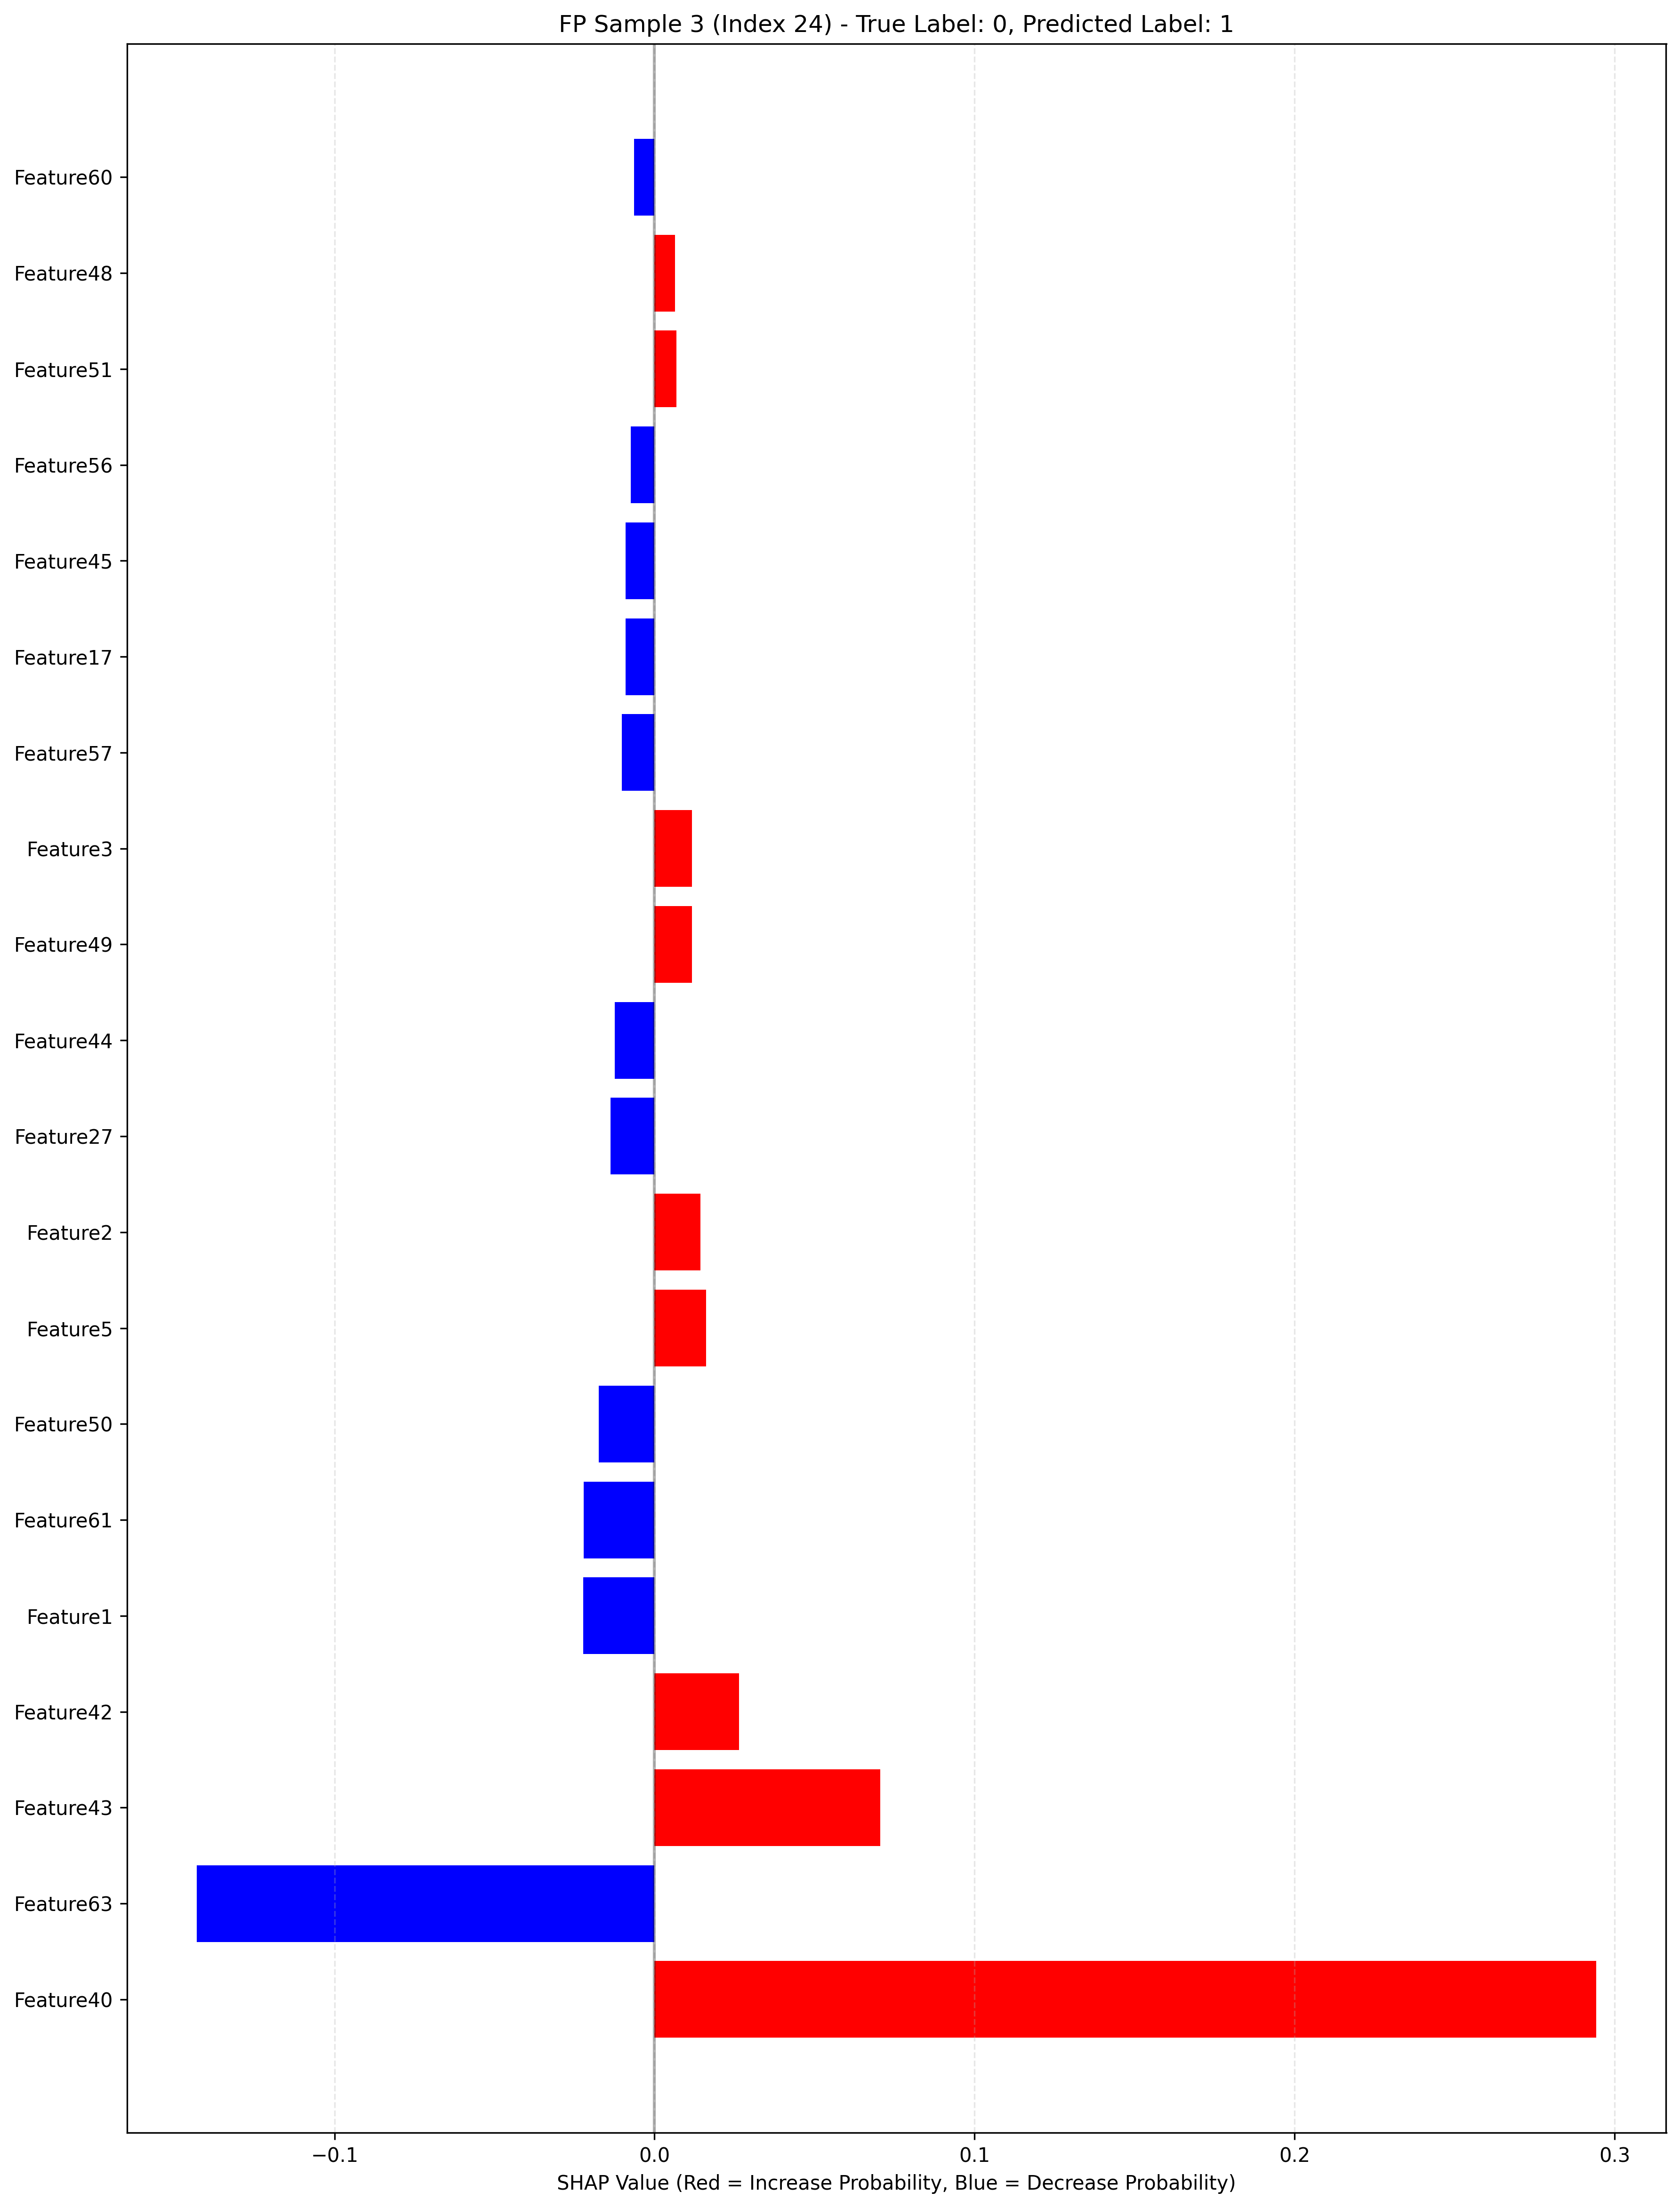 FP Sample 3 (Index 24) - True Label: 0, Predicted Label: 1
Feature60
Feature48
Feature51
Feature56
Feature45
Feature17
Feature57
Feature3
Feature49
Feature44
Feature27
Feature2
Feature5
Feature50
Feature61
Feature1
Feature42
Feature43
Feature63
Feature40
−0.1 0.0 0.1 0.2 0.3
SHAP Value (Red = Increase Probability, Blue = Decrease Probability)